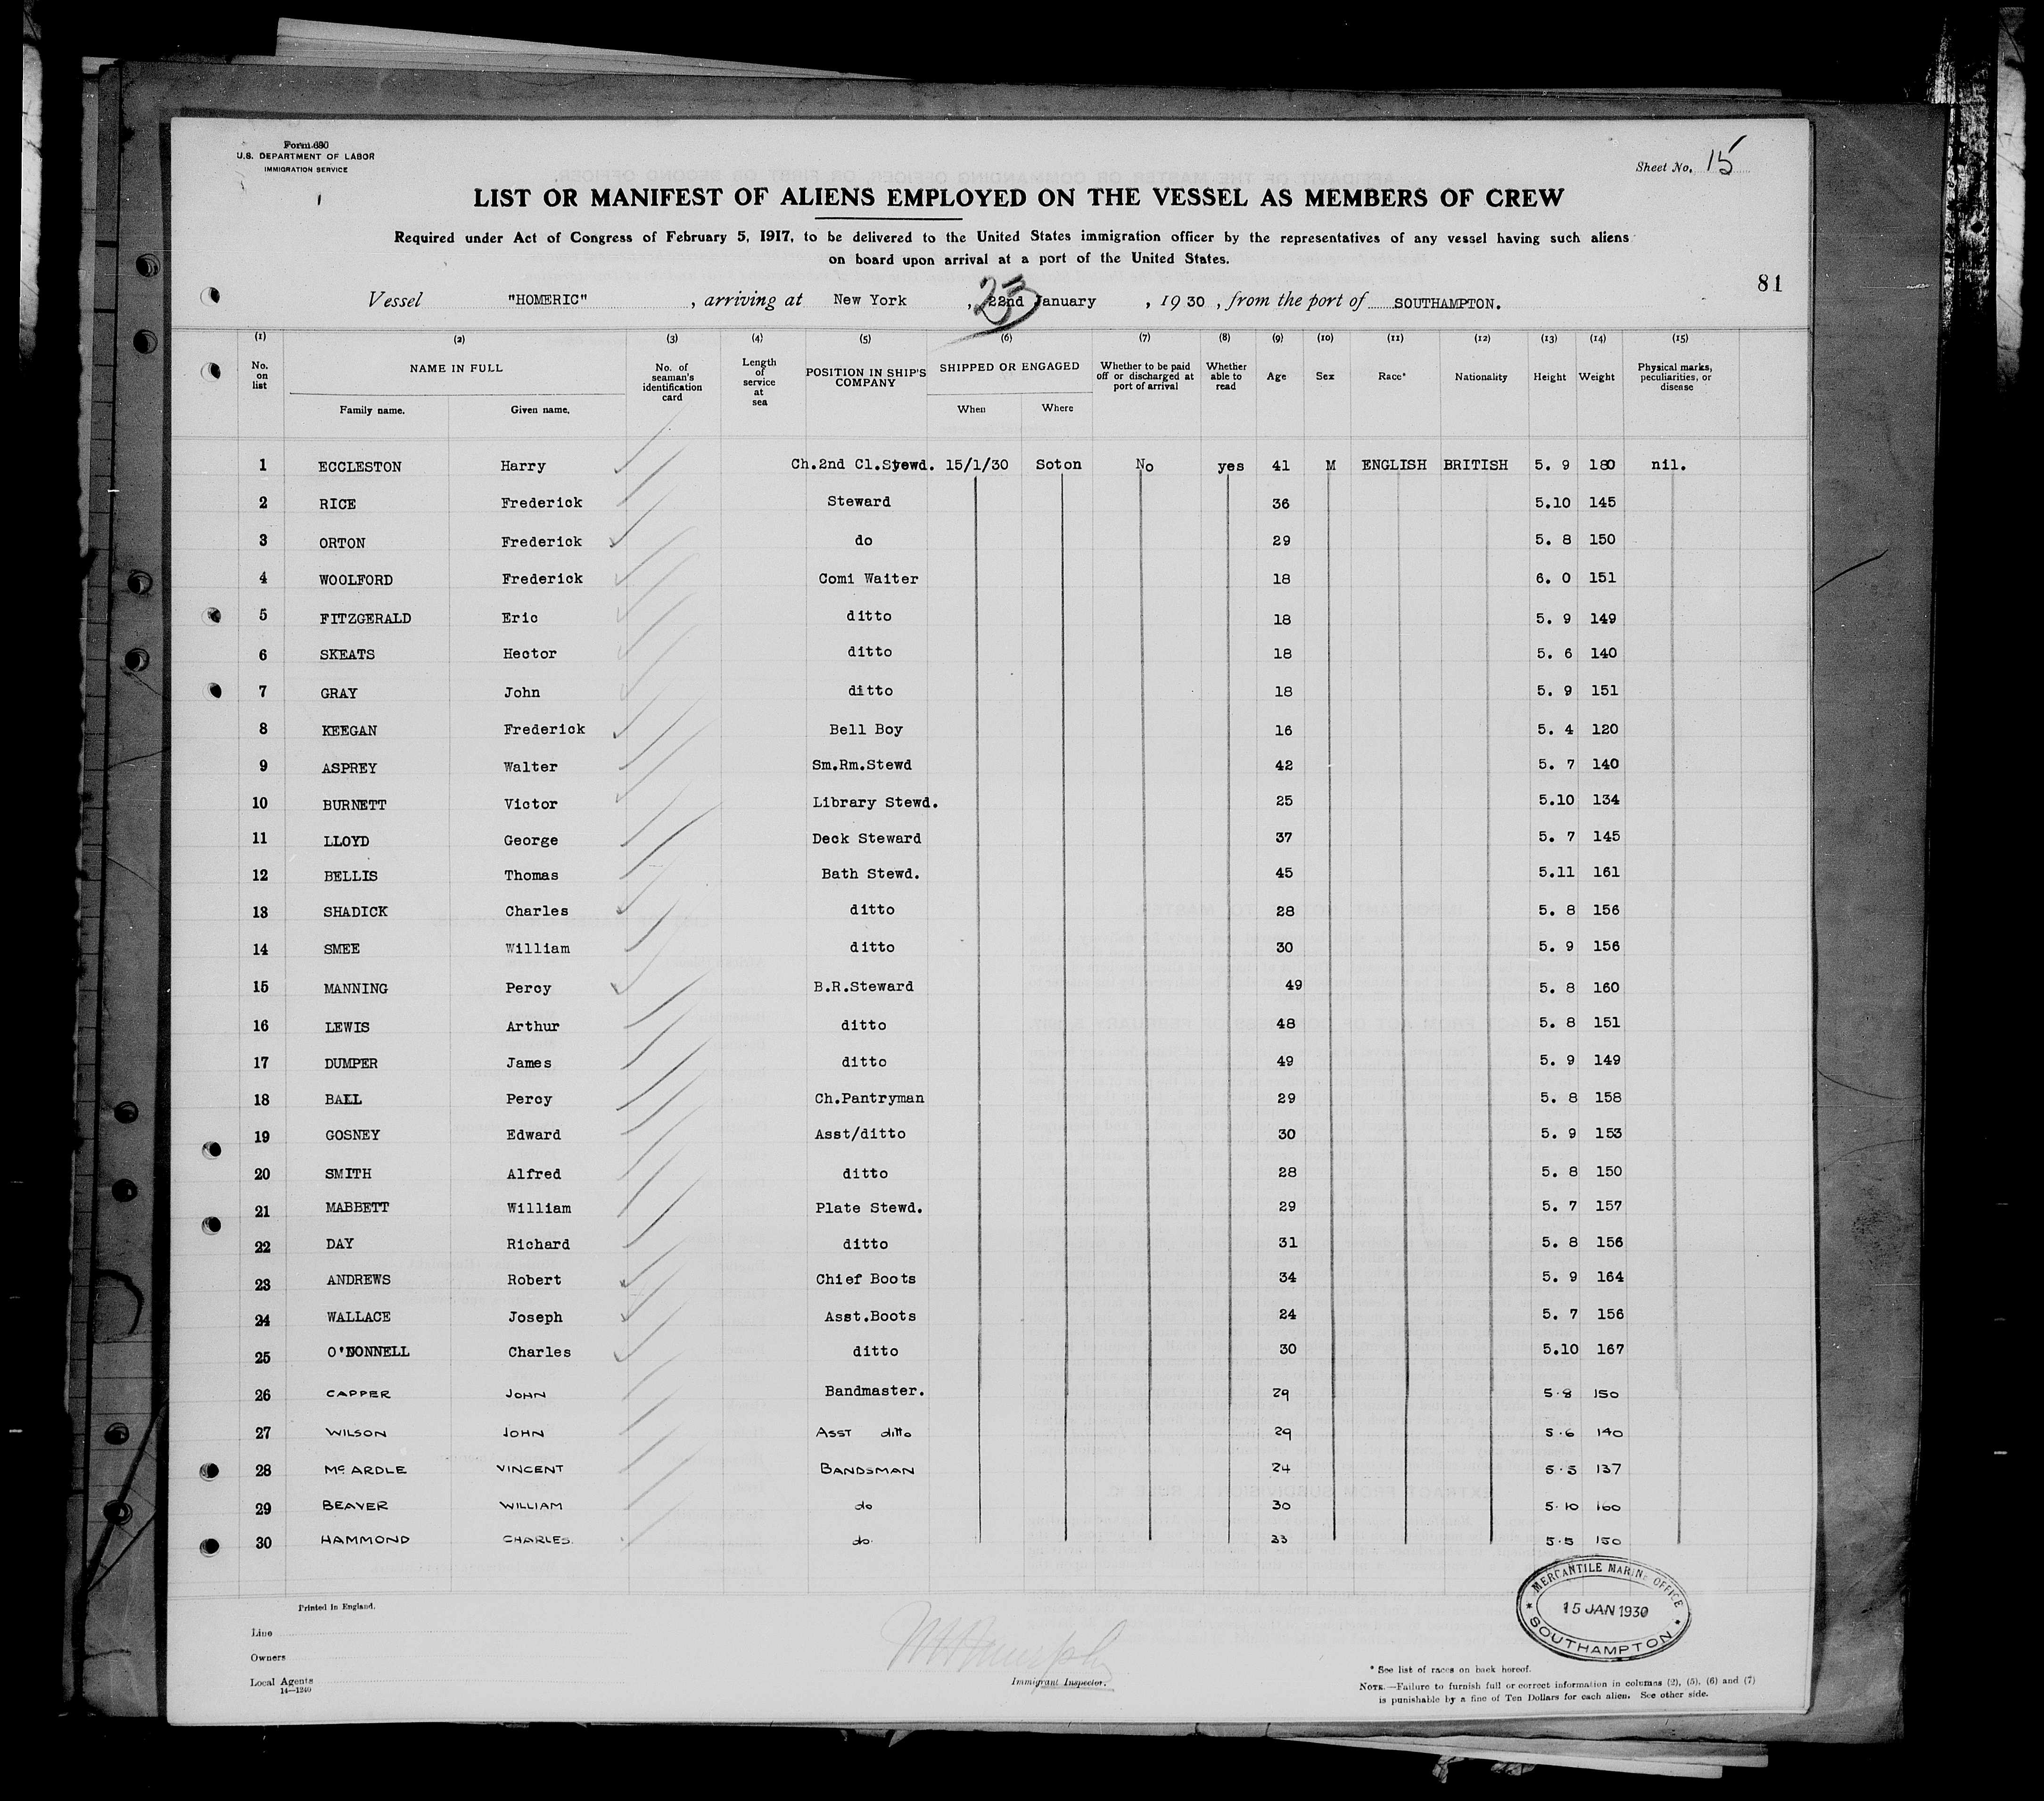 Form 680
U.S. DEPARTMENT OF LABOR
IMMIGRATION SERVICE
Sheet No. 15
LIST OR MANIFEST OF ALIENS EMPLOYED ON THE VESSEL AS MEMBERS OF CREW
Required under Act of Congress of February 5, 1917, to be delivered to the United States immigration officer by the representatives of any vessel having such aliens
on board upon arrival at a port of the United States.
81
Vessel "HOMERIC" , arriving at New York , 22nd 23 January , 19 30 , from the port of SOUTHAMPTON.
(1) (2) (3) (4) (5) (6) (7) (8) (9) (10) (11) (12) (13) (14) (15)
No. on list NAME IN FULL No. of seaman's identification card Length of service at sea POSITION IN SHIP'S COMPANY SHIPPED OR ENGAGED Whether to be paid off or discharged at port of arrival Whether able to read Age Sex Race* Nationality Height Weight Physical marks, peculiarities, or disease
Family name. Given name. When Where
1 ECCLESTON Harry Ch.2nd Cl.Stewd. 15/1/30 Soton No yes 41 M ENGLISH BRITISH 5. 9 180 nil.
2 RICE Frederick Steward 36 5.10 145
3 ORTON Frederick do 29 5. 8 150
4 WOOLFORD Frederick Comi Waiter 18 6. 0 151
5 FITZGERALD Eric ditto 18 5. 9 149
6 SKEATS Hector ditto 18 5. 6 140
7 GRAY John ditto 18 5. 9 151
8 KEEGAN Frederick Bell Boy 16 5. 4 120
9 ASPREY Walter Sm.Rm.Stewd 42 5. 7 140
10 BURNETT Victor Library Stewd. 25 5.10 134
11 LLOYD George Deck Steward 37 5. 7 145
12 BELLIS Thomas Bath Stewd. 45 5.11 161
13 SHADICK Charles ditto 28 5. 8 156
14 SMEE William ditto 30 5. 9 156
15 MANNING Percy B.R.Steward 49 5. 8 160
16 LEWIS Arthur ditto 48 5. 8 151
17 DUMPER James ditto 49 5. 9 149
18 BALL Percy Ch.Pantryman 29 5. 8 158
19 GOSNEY Edward Asst/ditto 30 5. 9 153
20 SMITH Alfred ditto 28 5. 8 150
21 MABBETT William Plate Stewd. 29 5. 7 157
22 DAY Richard ditto 31 5. 8 156
23 ANDREWS Robert Chief Boots 34 5. 9 164
24 WALLACE Joseph Asst.Boots 24 5. 7 156
25 O'DONNELL Charles ditto 30 5.10 167
26 CAPPER JOHN Bandmaster. 29 5·8 150
27 WILSON JOHN ASST ditto 29 5·6 140
28 McARDLE VINCENT BANDSMAN 24 5·5 137
29 BEAVER WILLIAM do 30 5·10 160
30 HAMMOND CHARLES. do. 33 5·5 150
MERCANTILE MARINE OFFICE
15 JAN 1930
SOUTHAMPTON
Printed in England.
Line
Owners
Local Agents
14—1240
Immigrant Inspector.
* See list of races on back hereof.
NOTE.—Failure to furnish full or correct information in columns (2), (5), (6) and (7)
is punishable by a fine of Ten Dollars for each alien. See other side.